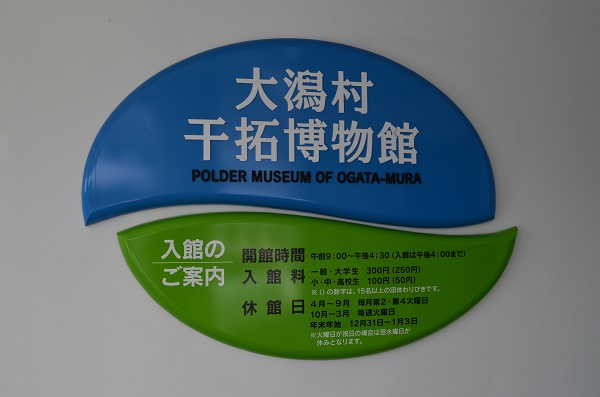 大潟村
干拓博物館
POLDER MUSEUM OF OGATA-MURA
入館の
ご案内
開館時間 午前9:00〜午後4:30(入館は午後4:00まで)
入館料 一般・大学生 300円(250円)
小・中・高校生 100円(50円)
※()の数字は、15名以上の団体わりびきです。
休館日 4月〜9月 毎月第2・第4火曜日
10月〜3月 毎週火曜日
年末年始 12月31日〜1月3日
※火曜日が祝日の場合は翌水曜日が
休みとなります。